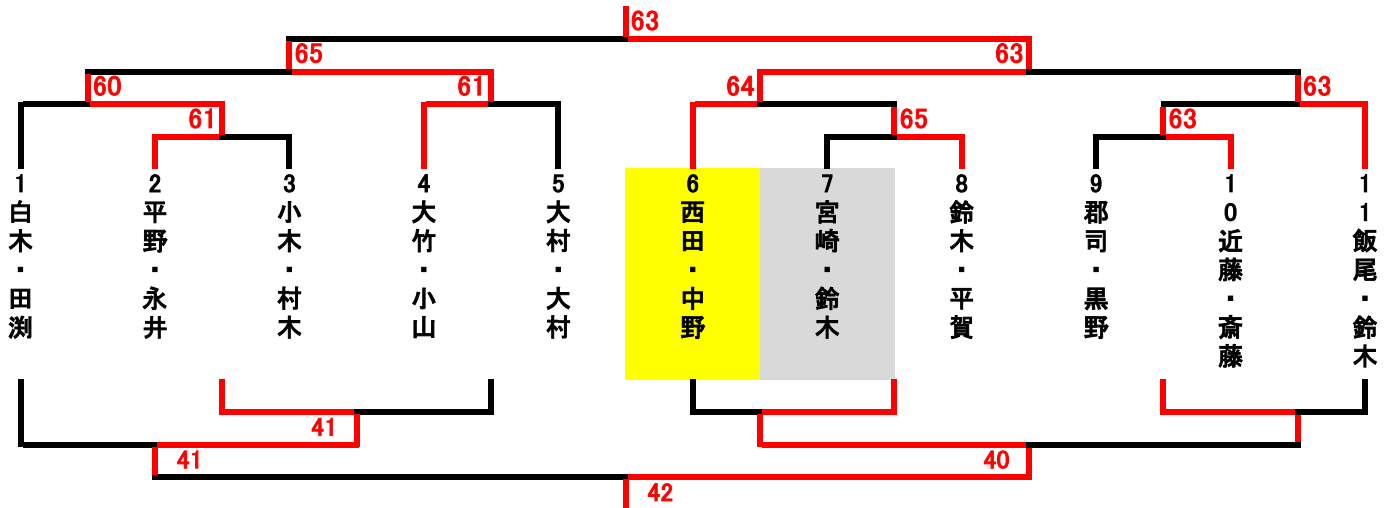 63
65
63
60
61
64
63
61
65
63
1白木・田渕
2平野・永井
3小木・村木
4大竹・小山
5大村・大村
6西田・中野
7宮崎・鈴木
8鈴木・平賀
9郡司・黒野
10近藤・斎藤
11飯尾・鈴木
41
41
40
42